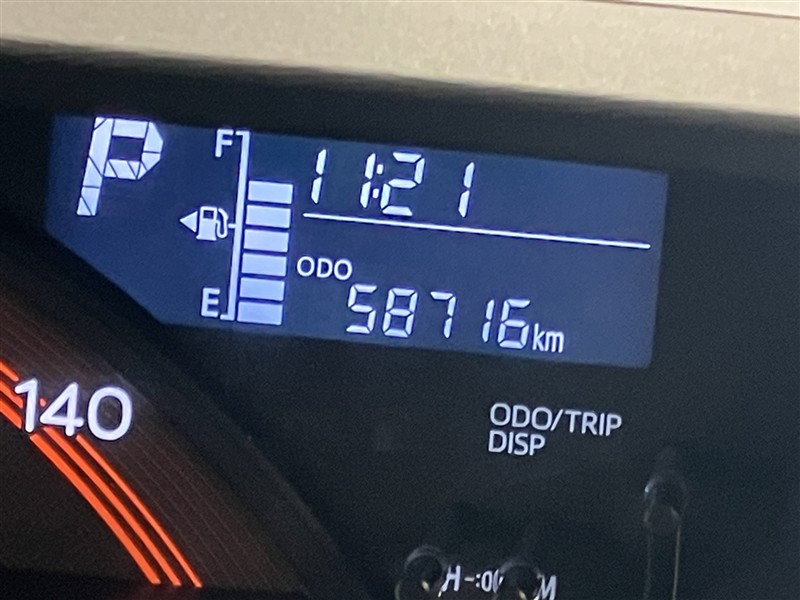 P
F
11:21
ODO
E
58716km
140
ODO/TRIP
DISP